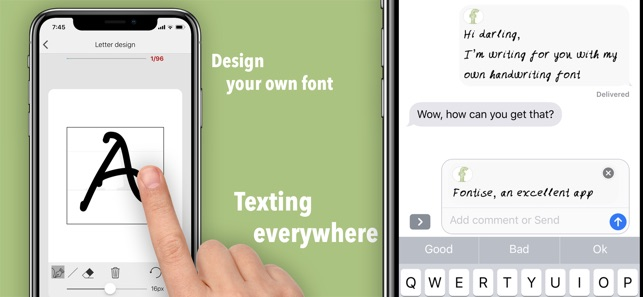 7:45
Letter design
1/96
A
16px
Design
your own font
Texting
everywhere
f
Hi darling,
I'm writing for you with my
own handwriting font
Delivered
Wow, how can you get that?
f
Fontise, an excellent app
Add comment or Send
Good Bad Ok
Q W E R T Y U I O P